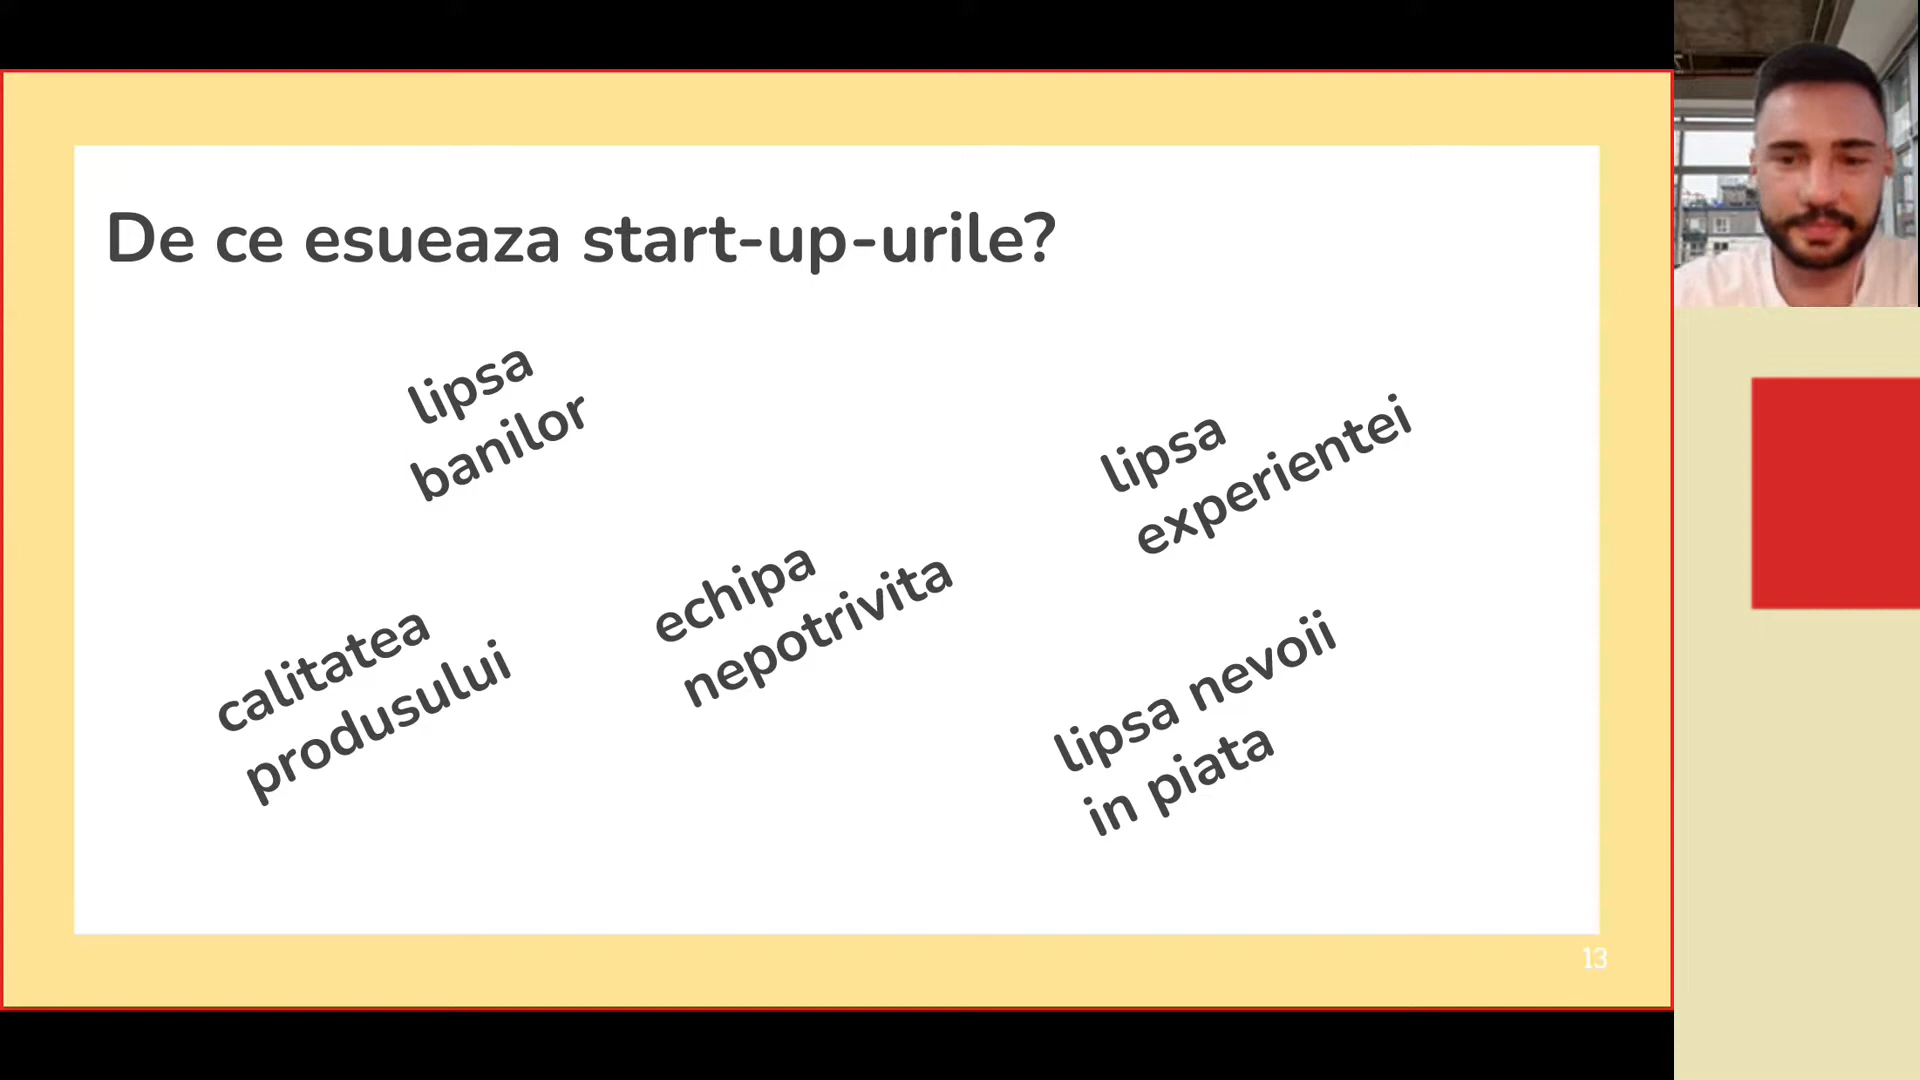 De ce esueaza start-up-urile?
lipsa
banilor
lipsa
experientei
echipa
nepotrivita
calitatea
produsului
lipsa nevoii
in piata
13